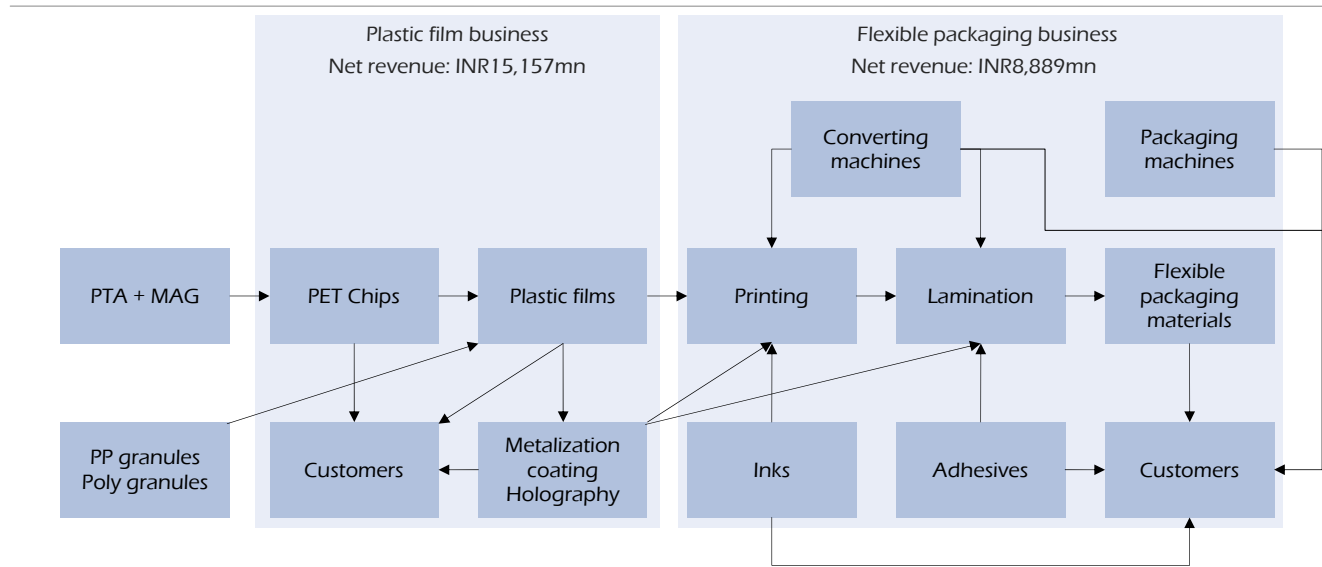 Plastic film business
Net revenue: INR15,157mn
Flexible packaging business
Net revenue: INR8,889mn
Converting
machines
Packaging
machines
PTA + MAG
PET Chips
Plastic films
Printing
Lamination
Flexible
packaging
materials
PP granules
Poly granules
Customers
Metalization
coating
Holography
Inks
Adhesives
Customers